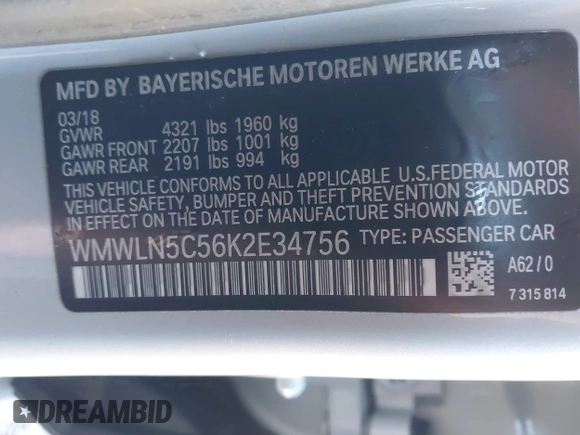 MFD BY BAYERISCHE MOTOREN WERKE AG
03/18
GVWR 4321 lbs 1960 kg
GAWR FRONT 2207 lbs 1001 kg
GAWR REAR 2191 lbs 994 kg
THIS VEHICLE CONFORMS TO ALL APPLICABLE U.S.FEDERAL MOTOR
VEHICLE SAFETY, BUMPER AND THEFT PREVENTION STANDARDS
IN EFFECT ON THE DATE OF MANUFACTURE SHOWN ABOVE.
WMWLN5C56K2E34756 TYPE: PASSENGER CAR
A62/0
7 315 814
DREAMBID